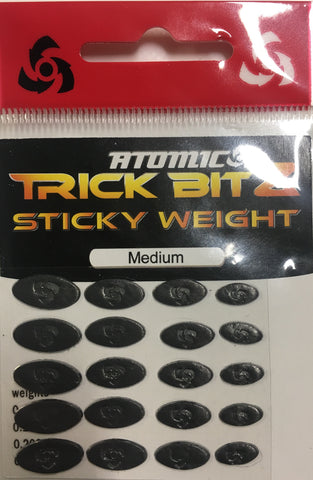 ATOMIC
TRICK BITZ
STICKY WEIGHT
Medium
weights